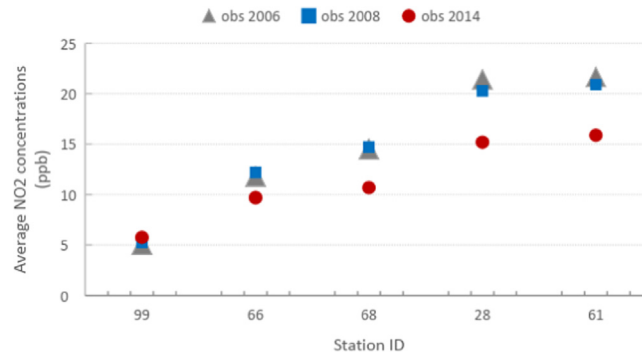 obs 2006 obs 2008 obs 2014
Average NO2 concentrations
(ppb)
25
20
15
10
5
0
99 66 68 28 61
Station ID